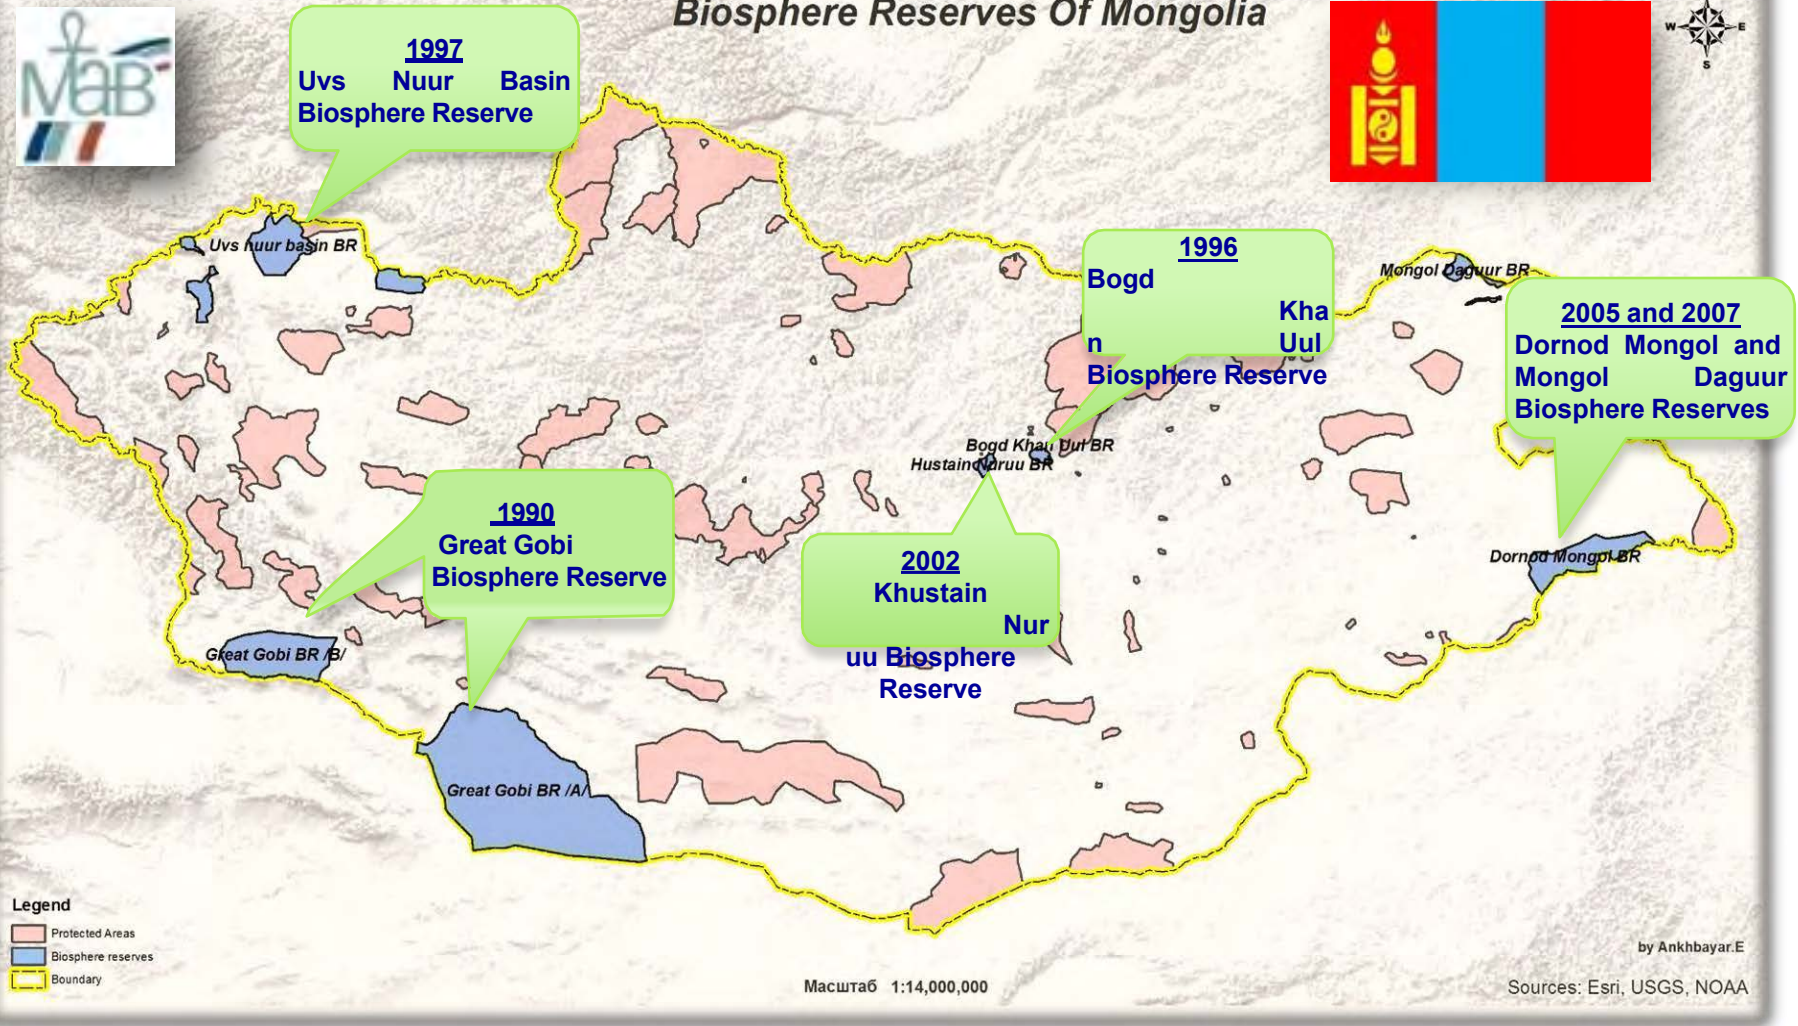 Biosphere Reserves Of Mongolia
MaB
W E
S
1997
Uvs Nuur Basin
Biosphere Reserve
Uvs nuur basin BR
1996
Bogd
Kha
n Uul
Biosphere Reserve
Mongol Daguur BR
2005 and 2007
Dornod Mongol and
Mongol Daguur
Biosphere Reserves
Bogd Khan Uul BR
Hustain Nuruu BR
1990
Great Gobi
Biosphere Reserve
2002
Khustain
Nur
uu Biosphere
Reserve
Dornod Mongol BR
Great Gobi BR /B/
Great Gobi BR /A/
Legend
Protected Areas
Biosphere reserves
Boundary
Масштаб 1:14,000,000
by Ankhbayar.E
Sources: Esri, USGS, NOAA